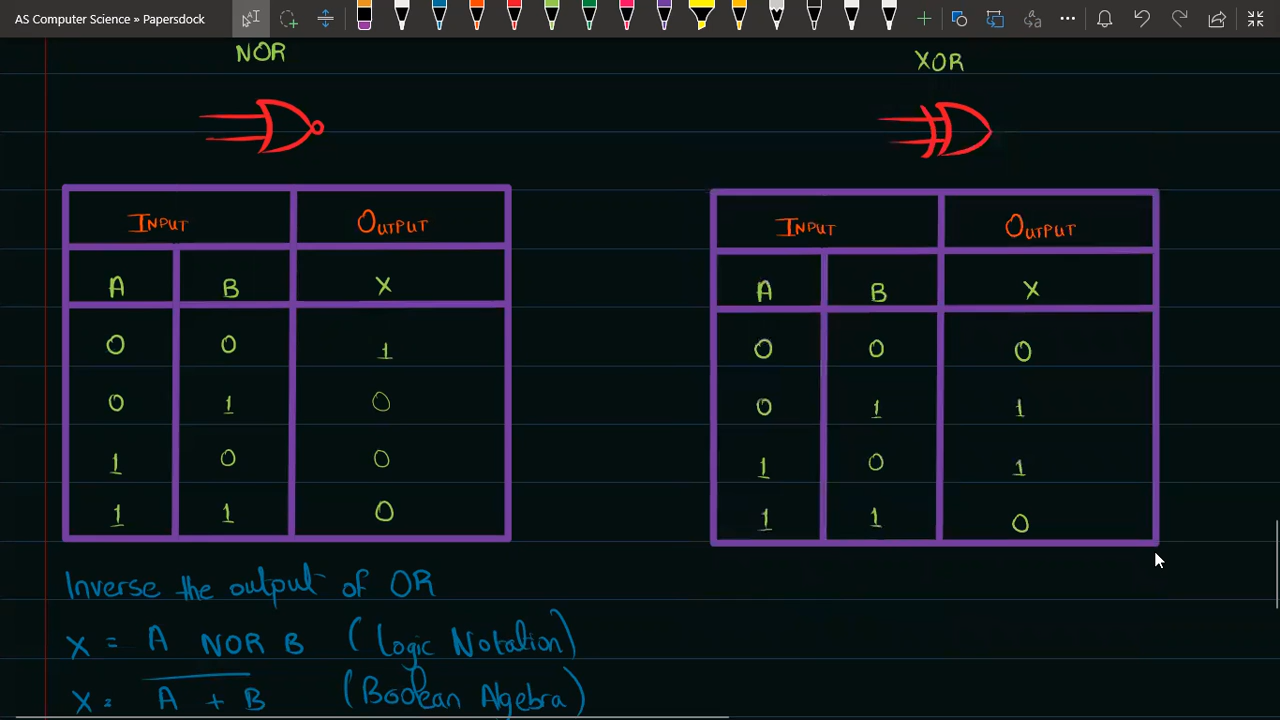 AS Computer Science » Papersdock
NOR
XOR
INPUT OUTPUT
A B X
0 0 1
0 1 0
1 0 0
1 1 0
INPUT OUTPUT
A B X
0 0 0
0 1 1
1 0 1
1 1 0
Inverse the output of OR
X = A NOR B (Logic Notation)
X = A + B (Boolean Algebra)